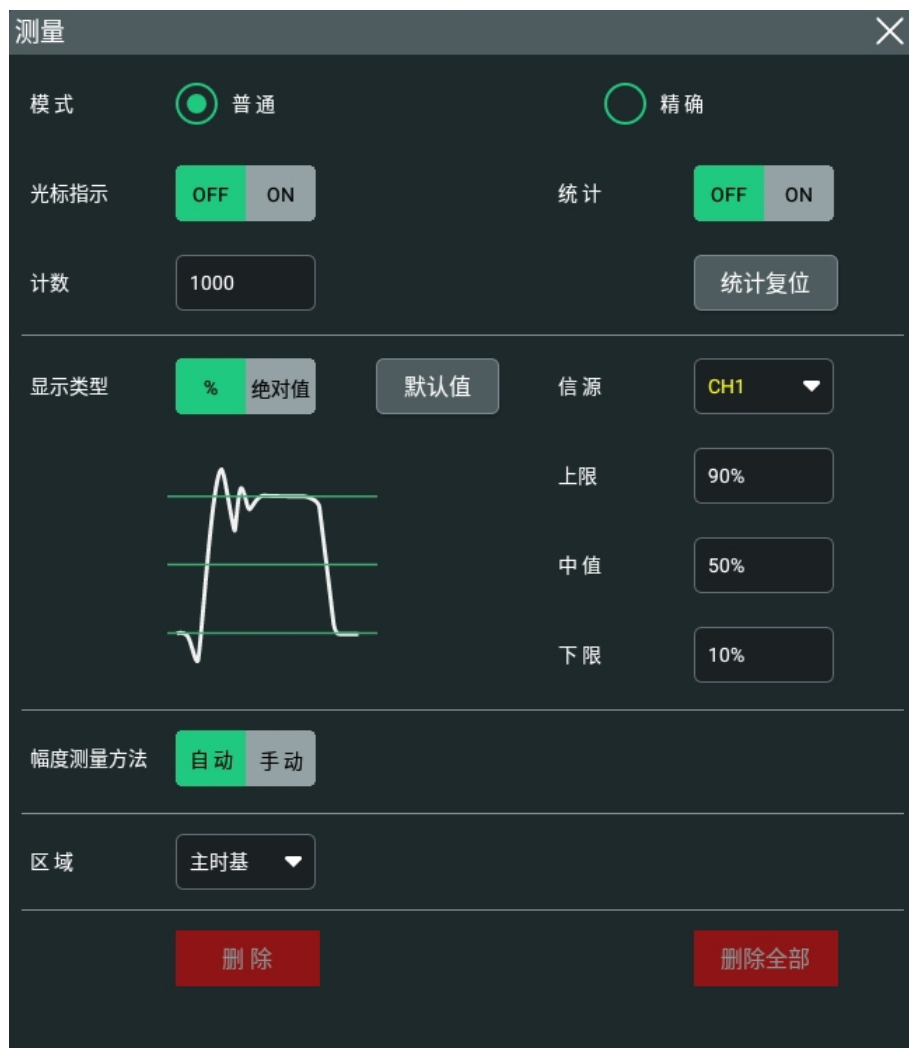 测量
模式 普通 精确
光标指示 OFF ON 统计 OFF ON
计数 1000 统计复位
显示类型 % 绝对值 默认值 信源 CH1
上限 90%
中值 50%
下限 10%
幅度测量方法 自动 手动
区域 主时基
删除 删除全部